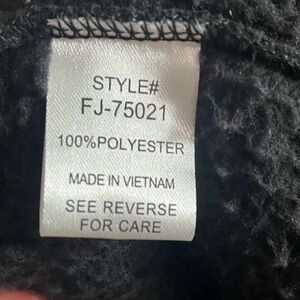 STYLE#
FJ-75021
100%POLYESTER
MADE IN VIETNAM
SEE REVERSE
FOR CARE